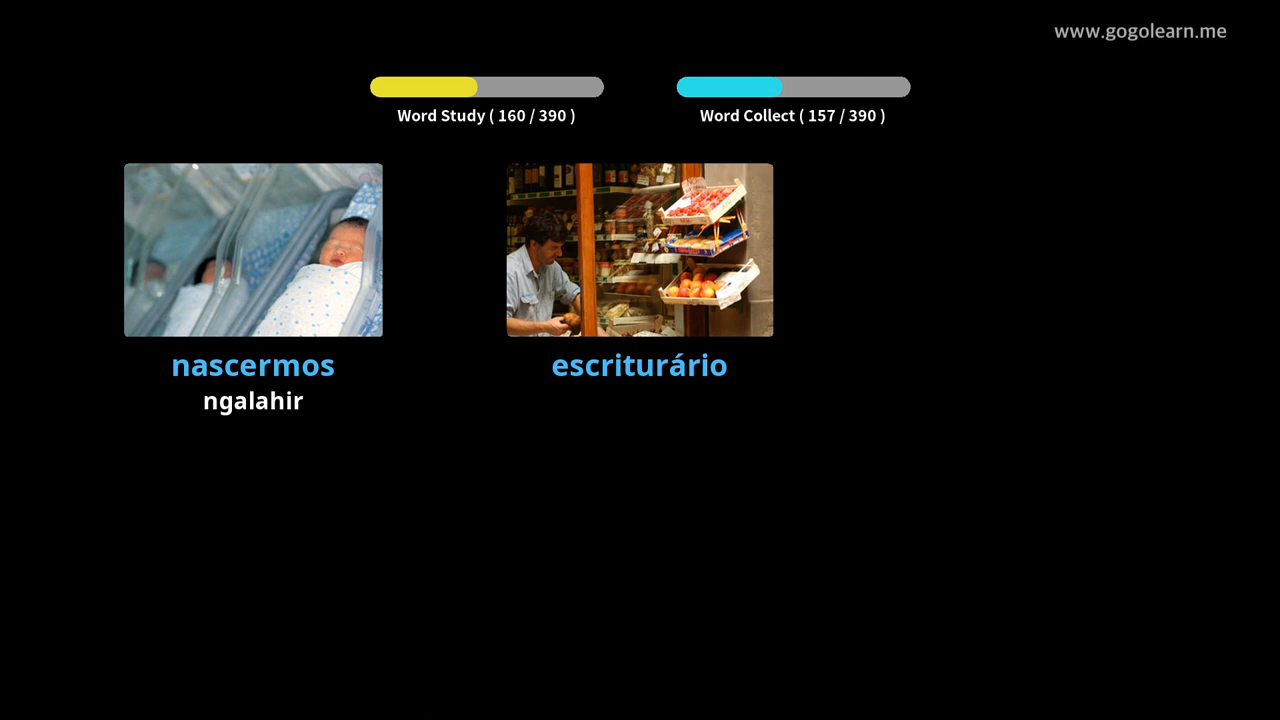 www.gogolearn.me
Word Study ( 160 / 390 )
Word Collect ( 157 / 390 )
nascermos
ngalahir
escriturário